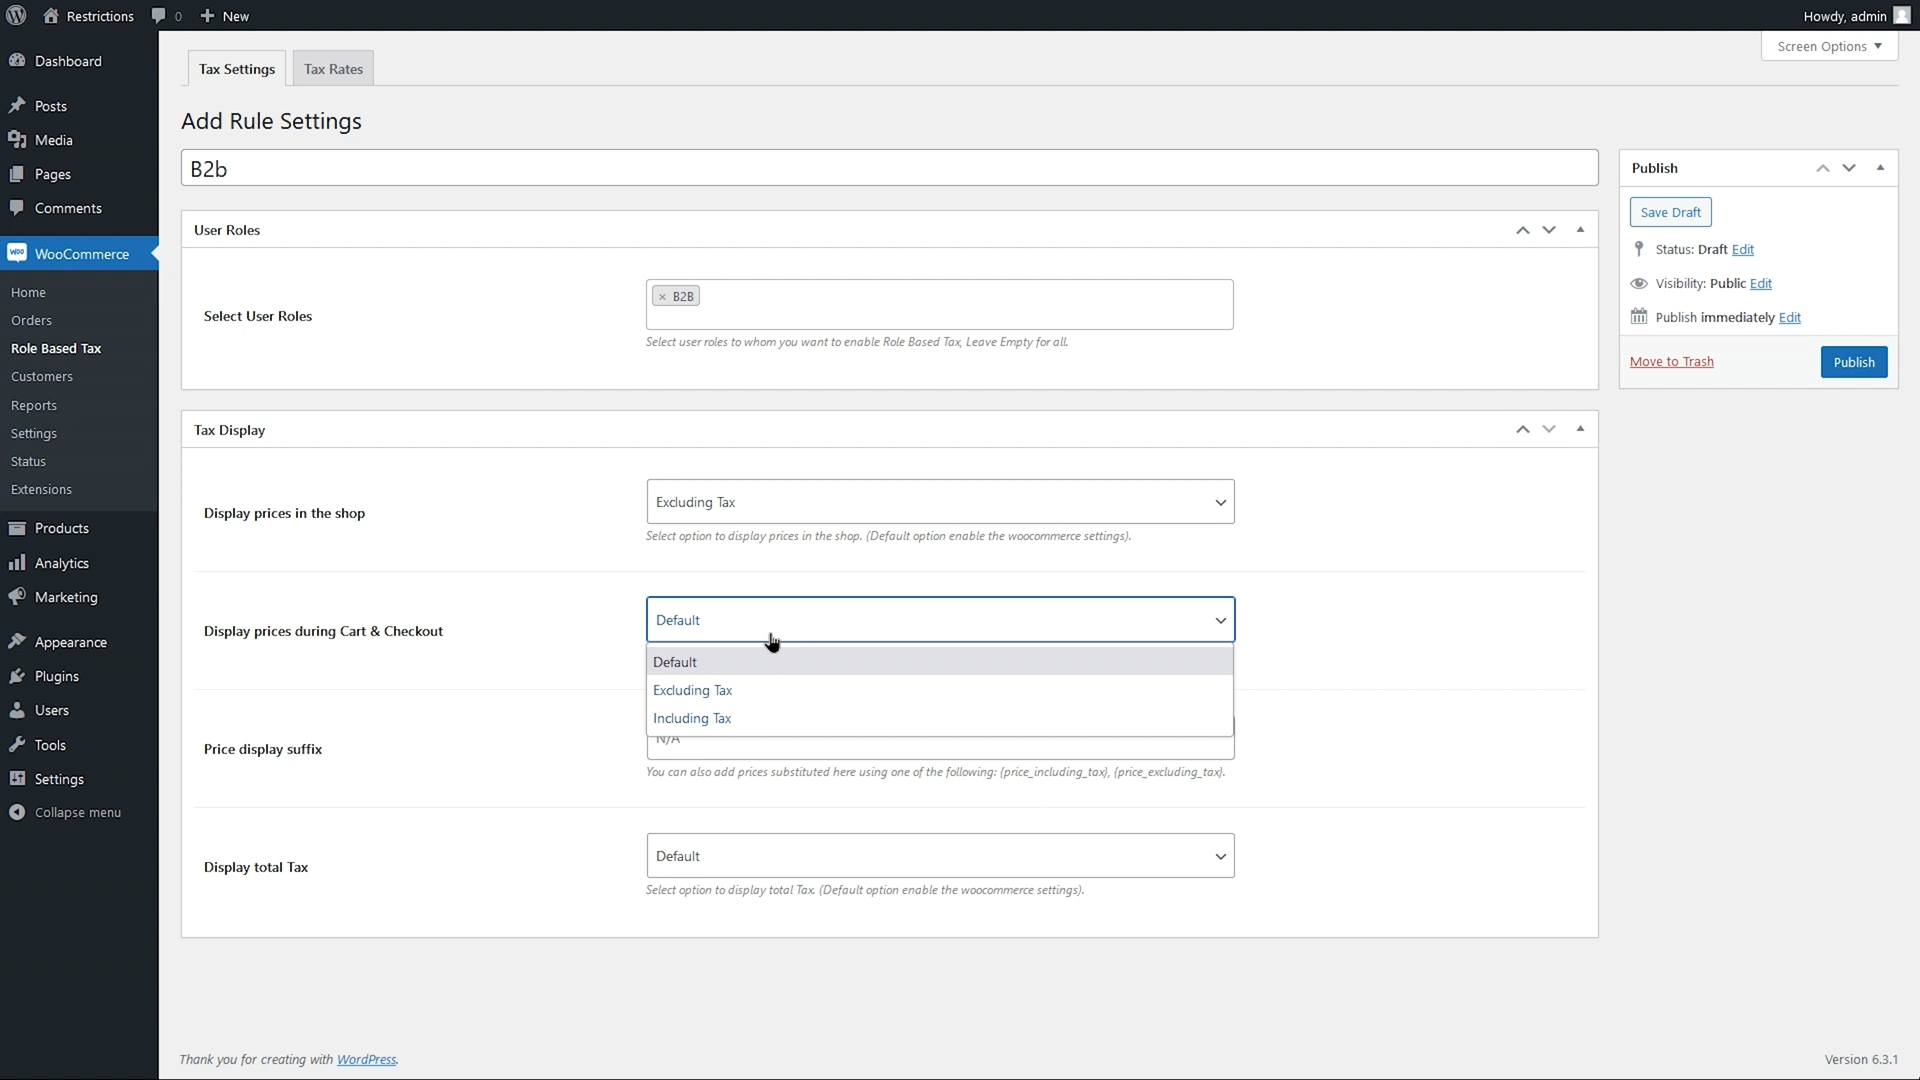 Restrictions
0
New
Howdy, admin
Screen Options
Dashboard
Posts
Media
Pages
Comments
WooCommerce
Home
Orders
Role Based Tax
Customers
Reports
Settings
Status
Extensions
Products
Analytics
Marketing
Appearance
Plugins
Users
Tools
Settings
Collapse menu
Tax Settings
Tax Rates
Add Rule Settings
B2b
User Roles
Select User Roles
× B2B
Select user roles to whom you want to enable Role Based Tax, Leave Empty for all.
Tax Display
Display prices in the shop
Excluding Tax
Select option to display prices in the shop. (Default option enable the woocommerce settings).
Display prices during Cart & Checkout
Default
Default
Excluding Tax
Including Tax
Price display suffix
N/A
You can also add prices substituted here using one of the following: {price_including_tax}, {price_excluding_tax}.
Display total Tax
Default
Select option to display total Tax. (Default option enable the woocommerce settings).
Publish
Save Draft
Status: Draft Edit
Visibility: Public Edit
Publish immediately Edit
Move to Trash
Publish
Thank you for creating with WordPress.
Version 6.3.1